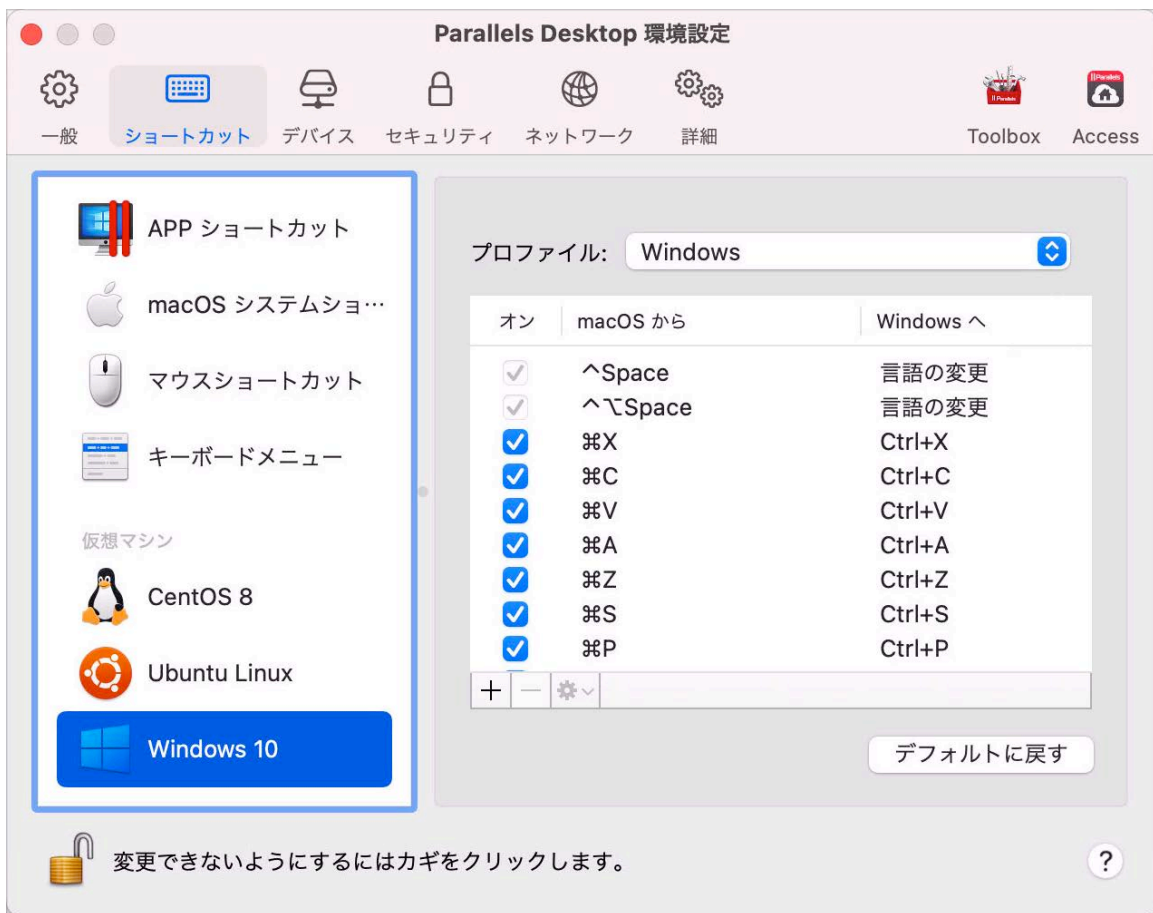 Parallels Desktop 環境設定
一般 ショートカット デバイス セキュリティ ネットワーク 詳細 Toolbox Access
APP ショートカット
macOS システムショ…
マウスショートカット
キーボードメニュー
仮想マシン
CentOS 8
Ubuntu Linux
Windows 10
プロファイル: Windows
オン macOS から Windows へ
^Space 言語の変更
^⌥Space 言語の変更
⌘X Ctrl+X
⌘C Ctrl+C
⌘V Ctrl+V
⌘A Ctrl+A
⌘Z Ctrl+Z
⌘S Ctrl+S
⌘P Ctrl+P
デフォルトに戻す
変更できないようにするにはカギをクリックします。
?